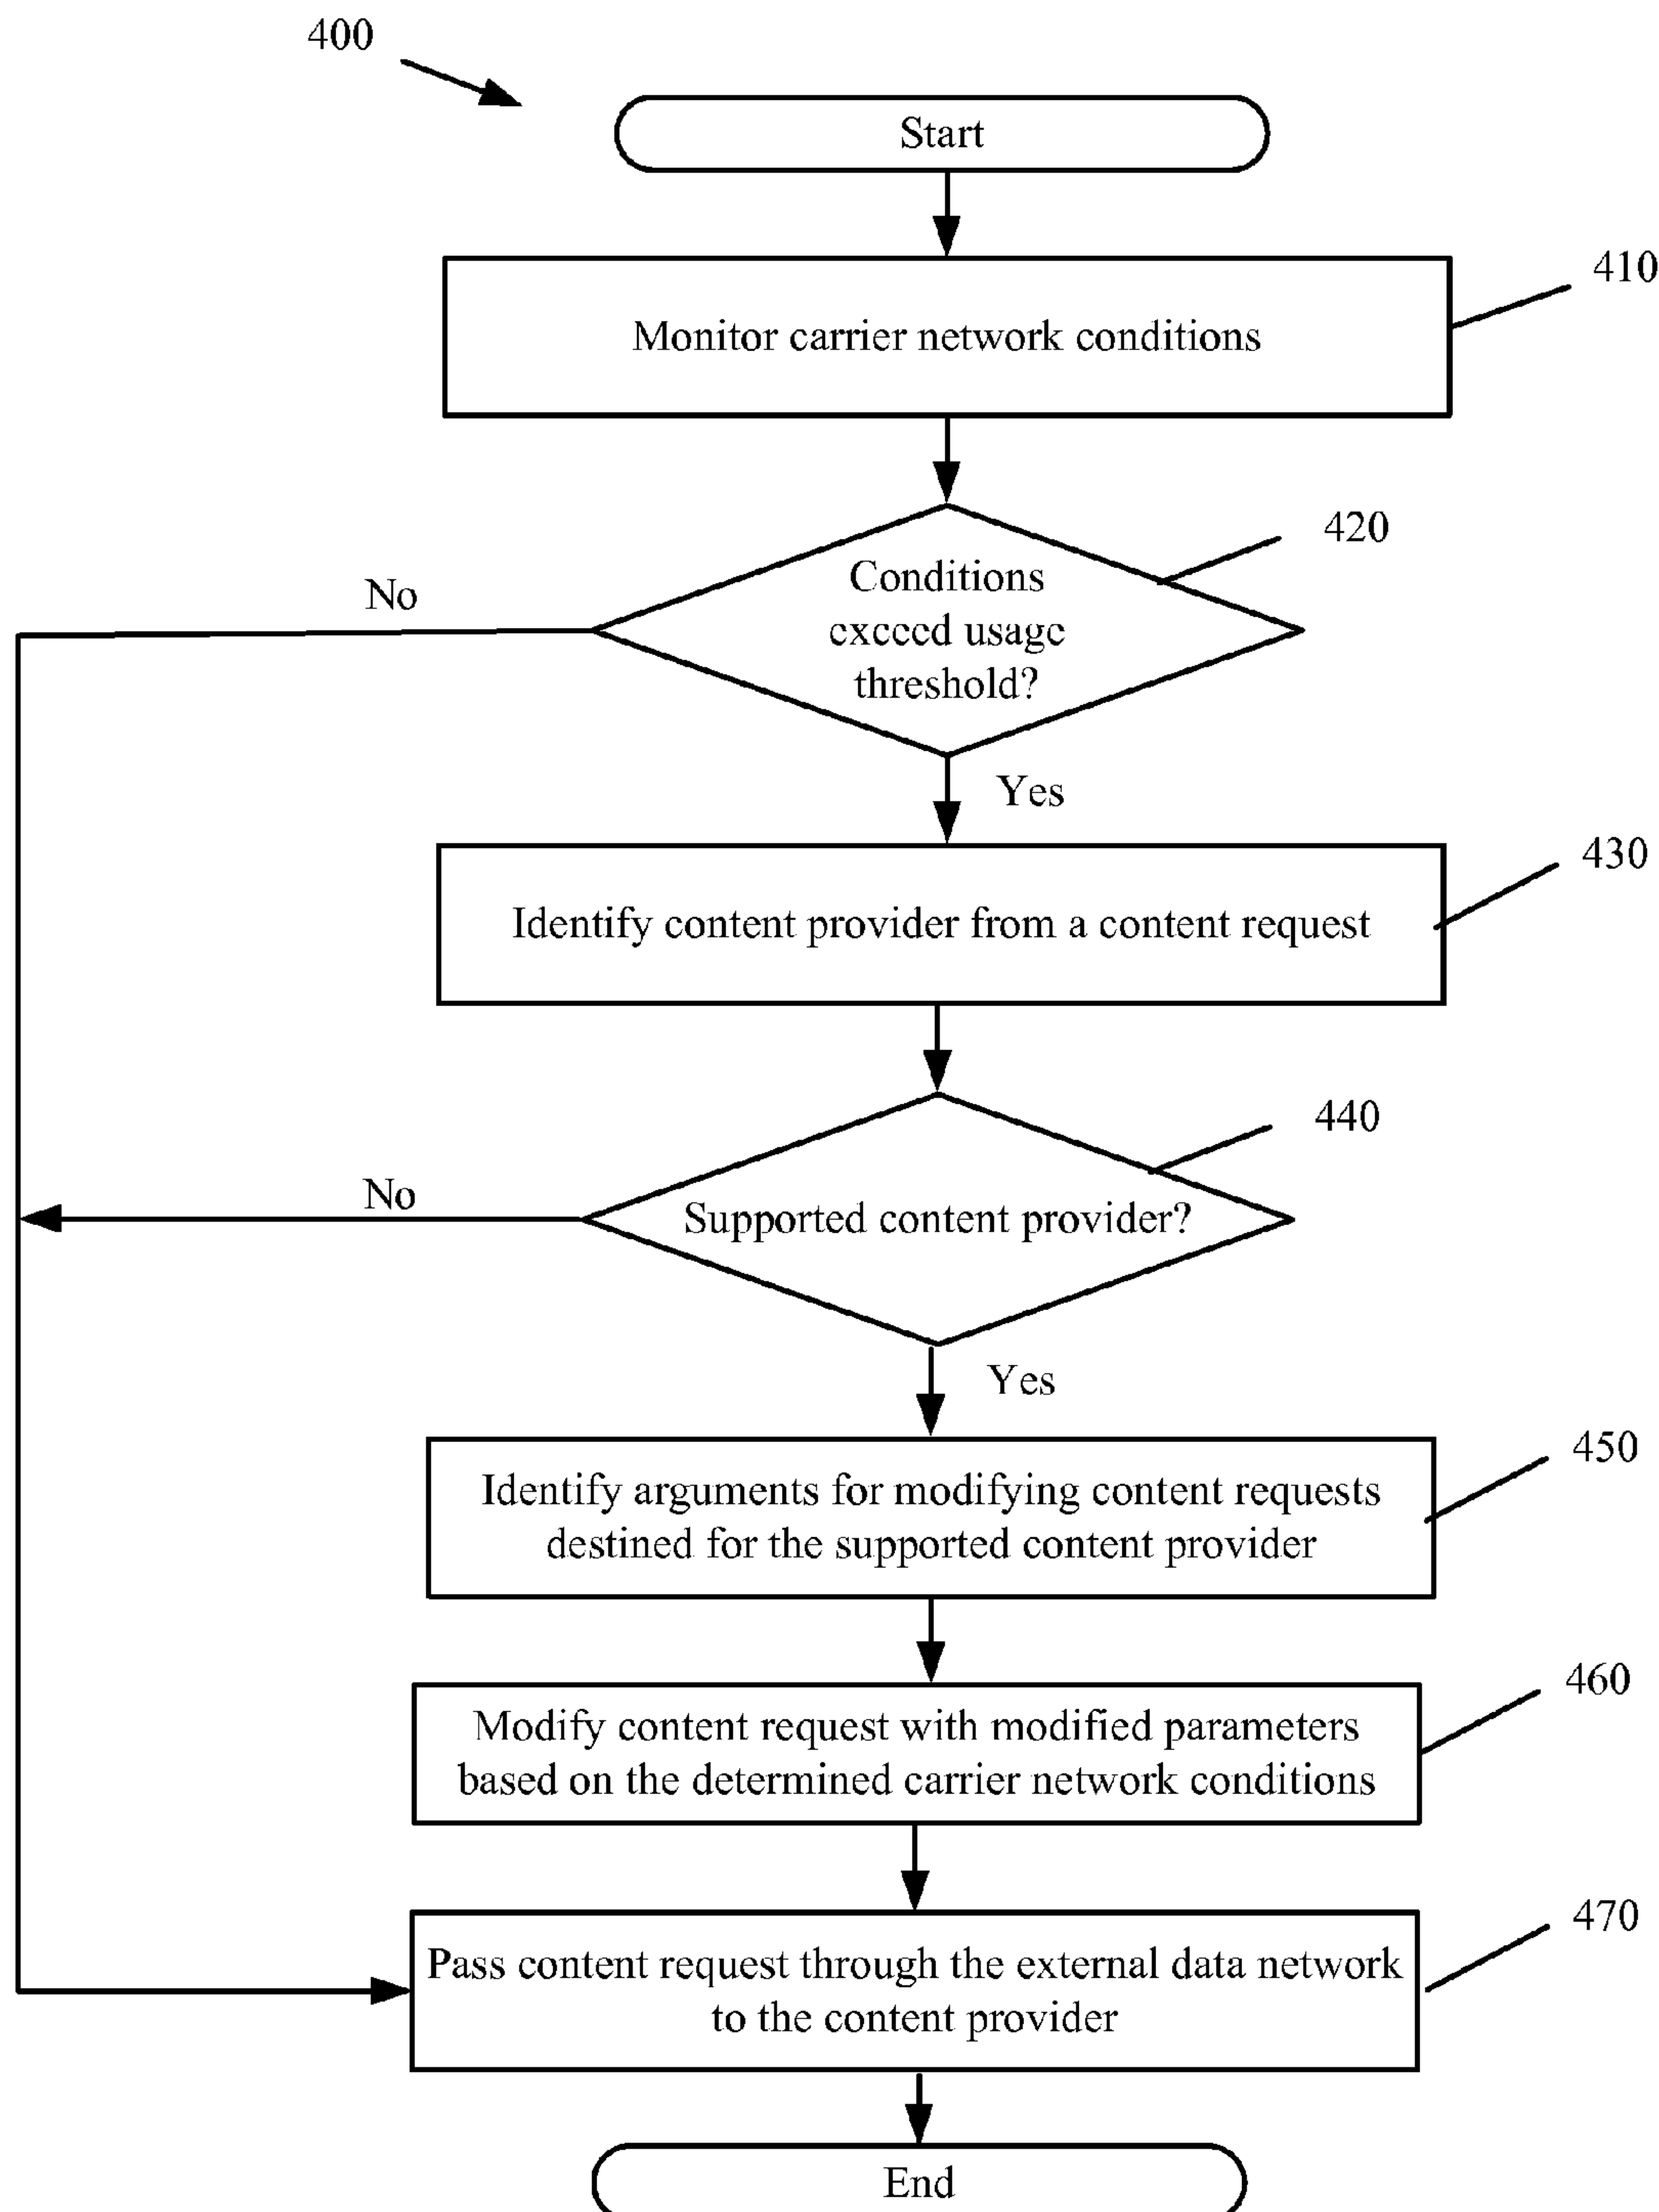 400
Start
410
Monitor carrier network conditions
420
Conditions
exceed usage
threshold?
No
Yes
430
Identify content provider from a content request
440
No
Supported content provider?
Yes
450
Identify arguments for modifying content requests
destined for the supported content provider
460
Modify content request with modified parameters
based on the determined carrier network conditions
470
Pass content request through the external data network
to the content provider
End